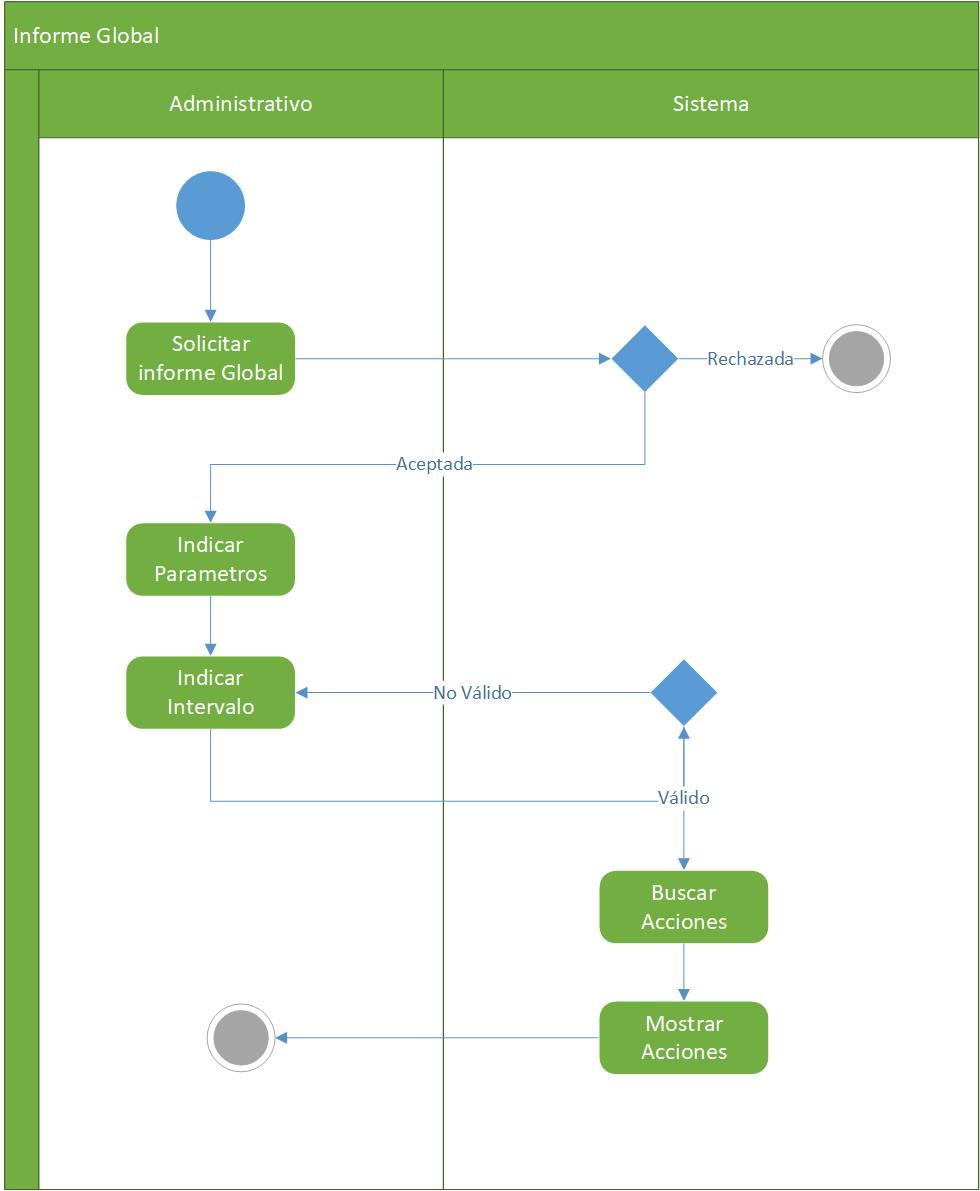 Informe Global
Administrativo
Sistema
Solicitar
informe Global
Rechazada
Aceptada
Indicar
Parametros
Indicar
Intervalo
No Válido
Válido
Buscar
Acciones
Mostrar
Acciones